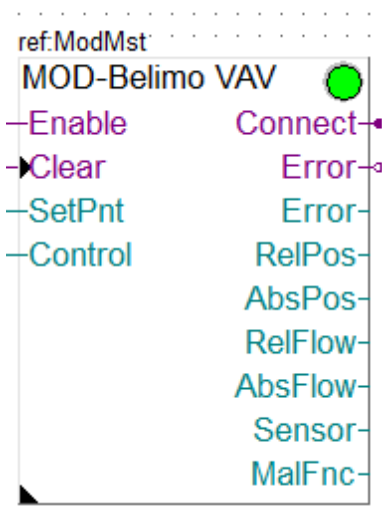 ref:ModMst
MOD-Belimo VAV
Enable Connect
Clear Error
SetPnt Error
Control RelPos
AbsPos
RelFlow
AbsFlow
Sensor
MalFnc